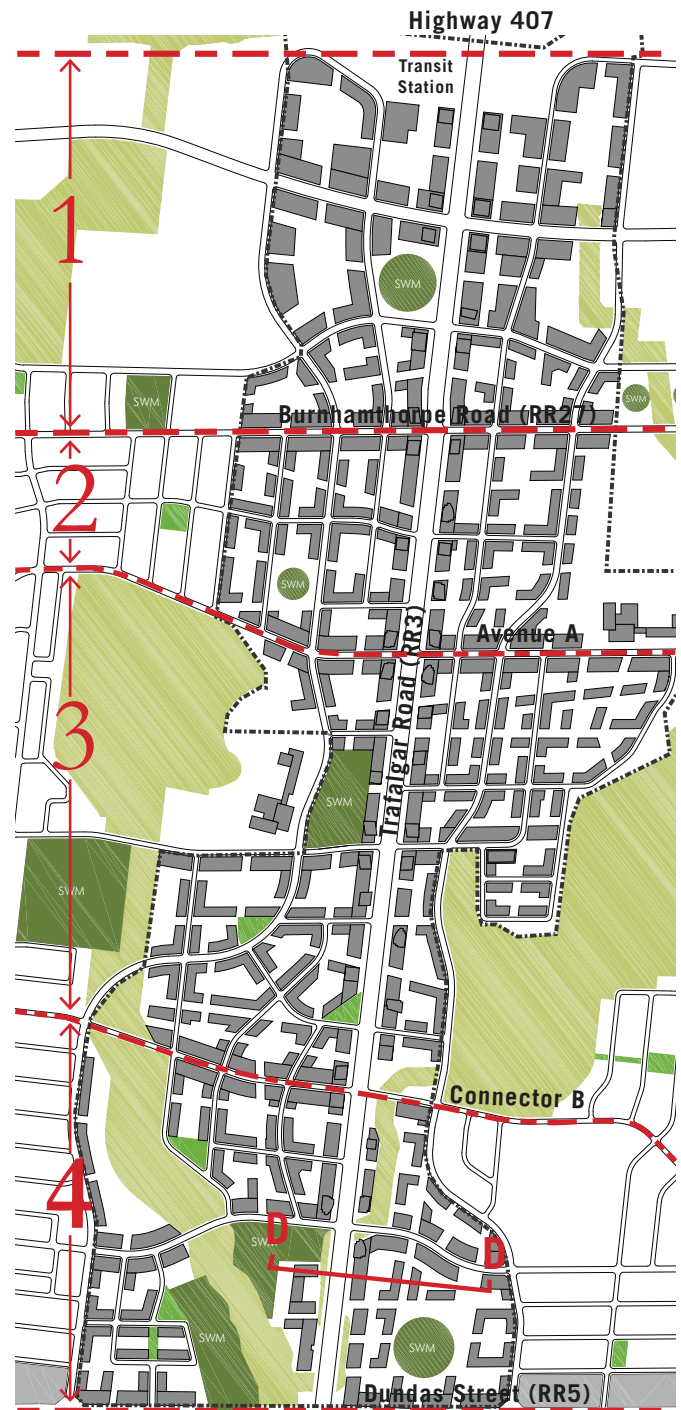 Highway 407
Transit
Station
1
SWM
SWM
SWM
Burnhamthorpe Road (RR27)
2
SWM
Avenue A
Trafalgar Road (RR3)
3
SWM
SWM
Connector B
4
SWM
D
D
SWM
SWM
Dundas Street (RR5)